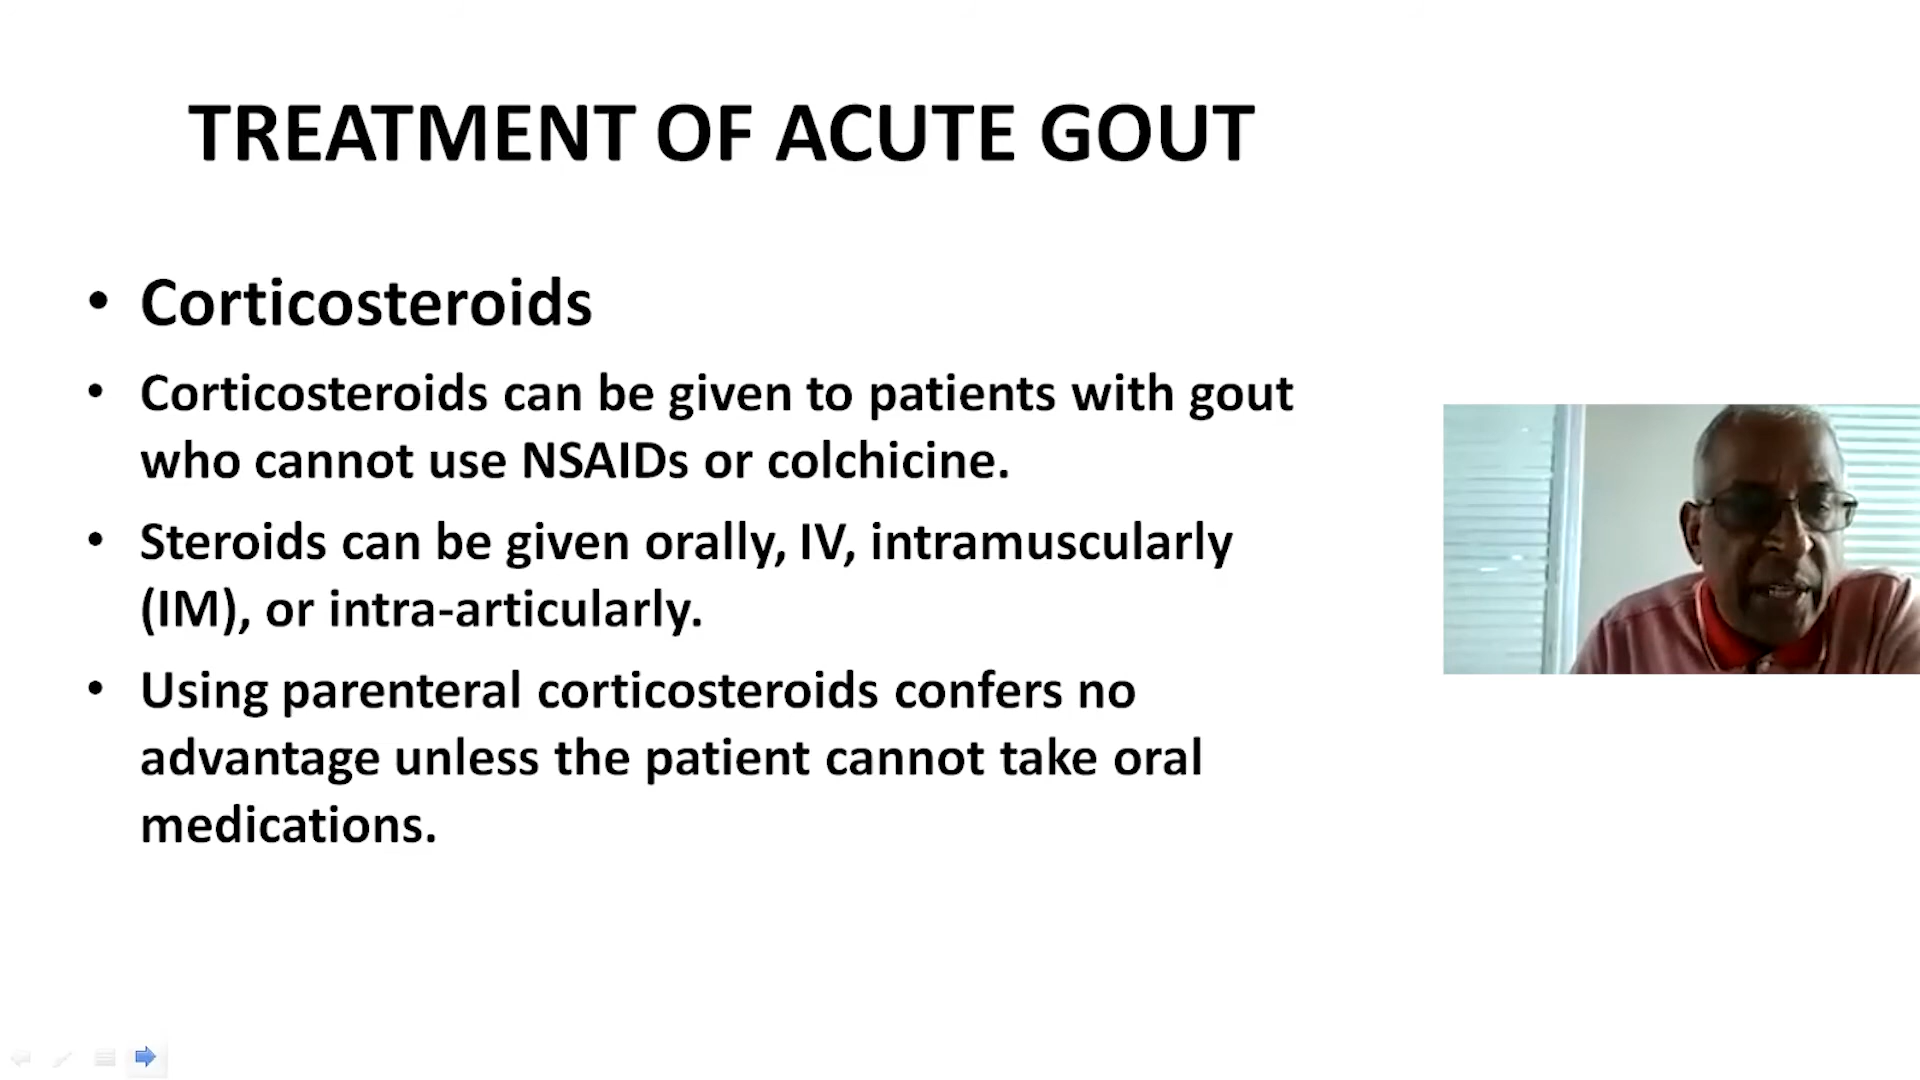 TREATMENT OF ACUTE GOUT
• Corticosteroids
• Corticosteroids can be given to patients with gout
who cannot use NSAIDs or colchicine.
• Steroids can be given orally, IV, intramuscularly
(IM), or intra-articularly.
• Using parenteral corticosteroids confers no
advantage unless the patient cannot take oral
medications.